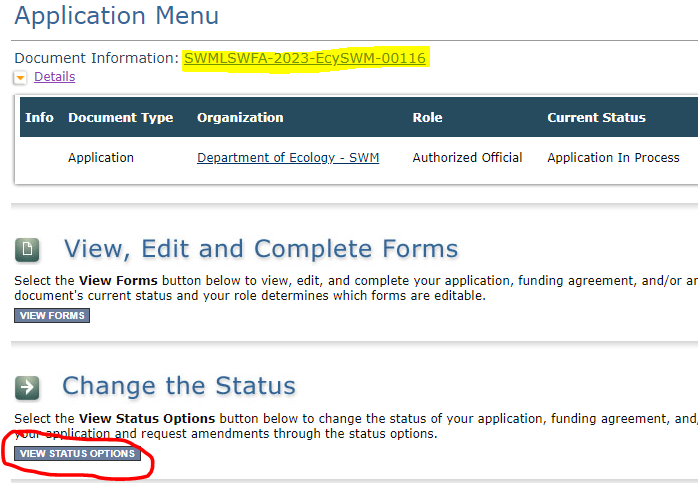 Application Menu
Document Information: SWMLSWFA-2023-EcySWM-00116
Details
Info Document Type Organization Role Current Status
Application Department of Ecology - SWM Authorized Official Application In Process
View, Edit and Complete Forms
Select the View Forms button below to view, edit, and complete your application, funding agreement, and/or
document's current status and your role determines which forms are editable.
VIEW FORMS
Change the Status
Select the View Status Options button below to change the status of your application, funding agreement, and
your application and request amendments through the status options.
VIEW STATUS OPTIONS